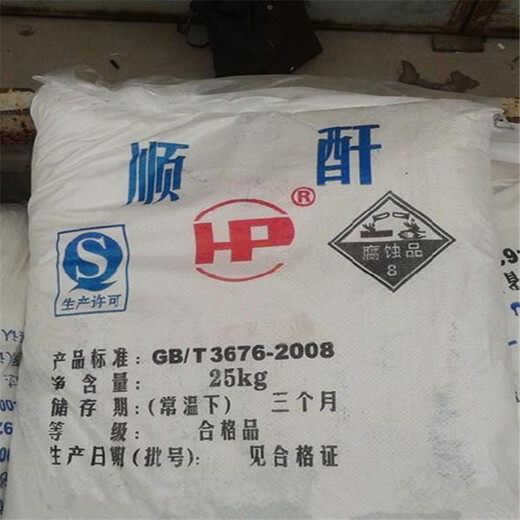 顺 酐
HP®
生产许可
腐蚀品
8
产品标准: GB/T 3676-2008
净含量: 25kg
储存期:(常温下) 三个月
等级: 合格品
生产日期(批号): 见合格证